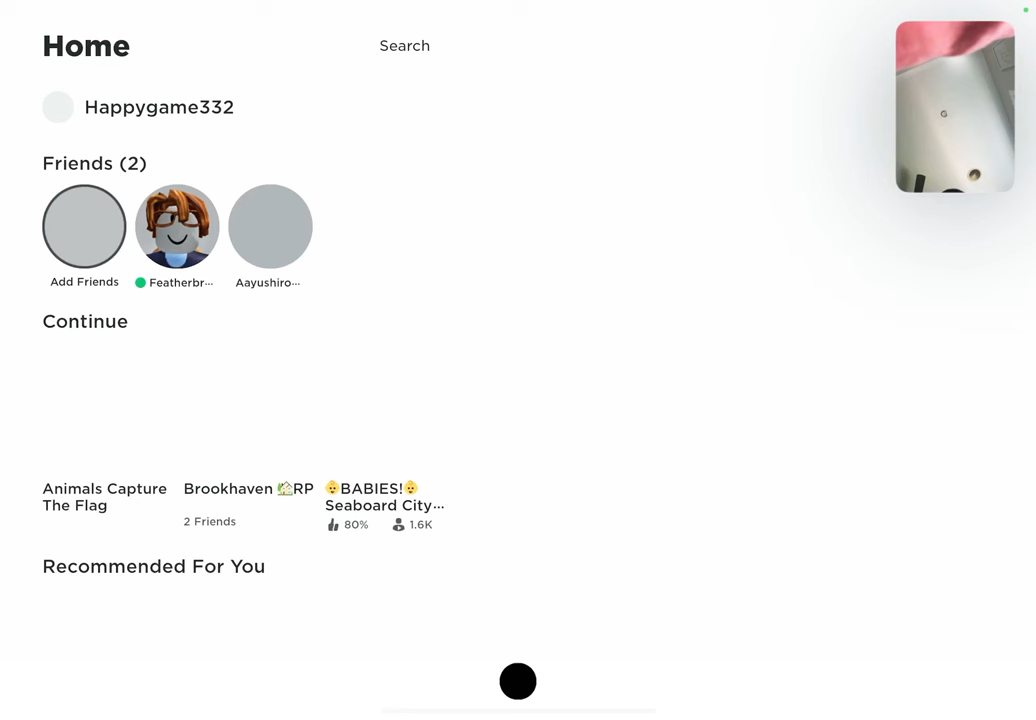 Home
Search
Happygame332
Friends (2)
Add Friends
Featherbr...
Aayushiro...
Continue
Animals Capture
The Flag
Brookhaven 🏡RP
2 Friends
👶BABIES!👶
Seaboard City...
80% 1.6K
Recommended For You